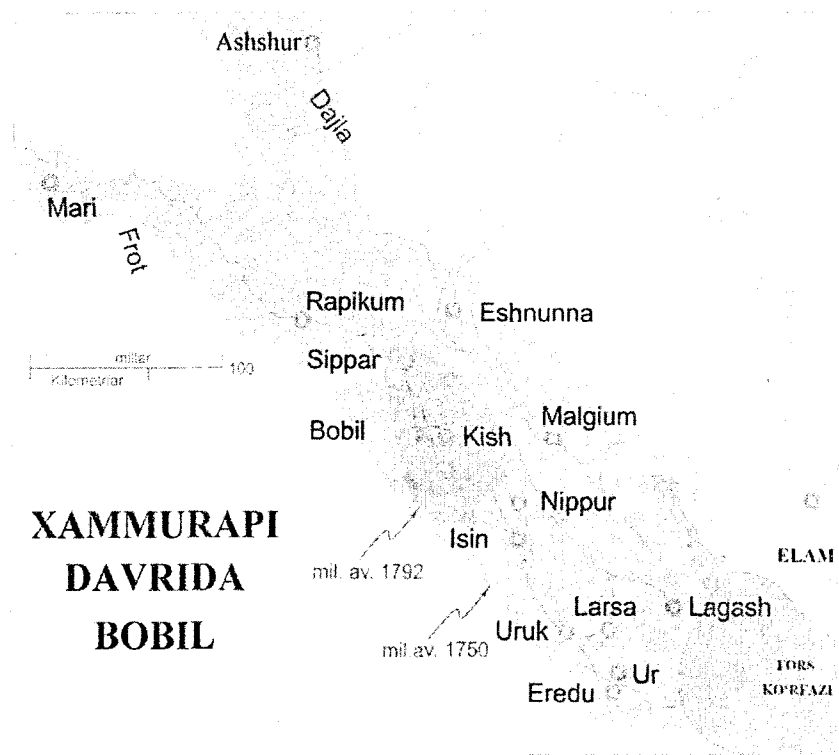 Ashshur
Dajla
Mari
Frot
Rapikum
Eshnunna
millar
100
Kilometrlar
Sippar
Bobil
Kish
Malgium
XAMMURAPI
DAVRIDA
BOBIL
Nippur
Isin
mil. av. 1792
ELAM
Larsa
Lagash
Uruk
mil.av. 1750
Ur
Eredu
FORS
KO'RFAZI